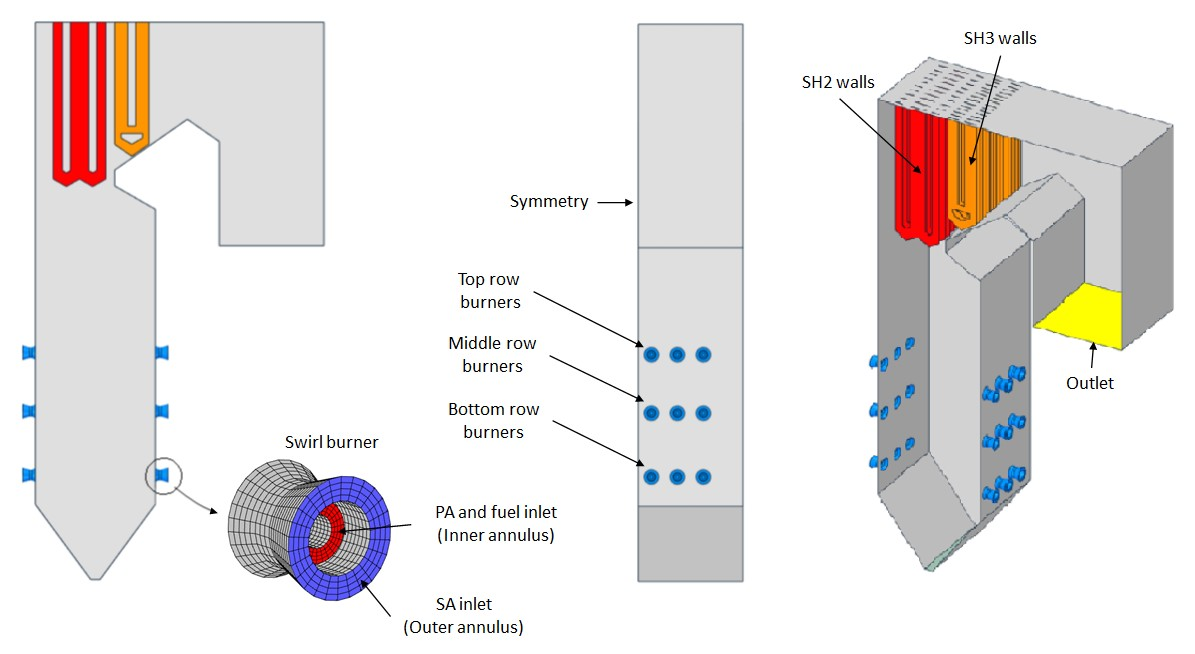 SH3 walls
SH2 walls
Symmetry
Top row
burners
Middle row
burners
Outlet
Bottom row
burners
Swirl burner
PA and fuel inlet
(Inner annulus)
SA inlet
(Outer annulus)